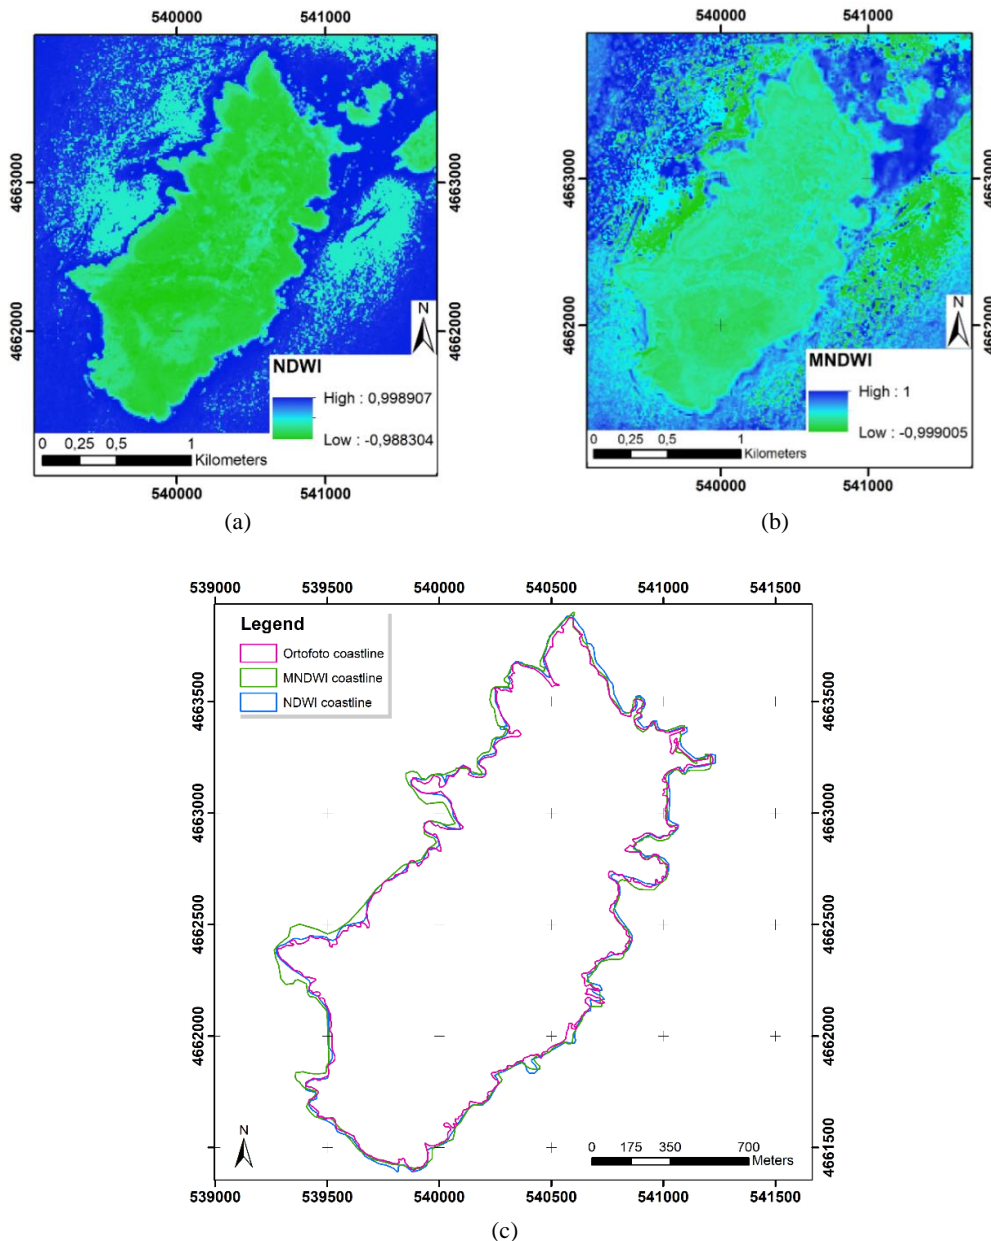 540000 541000
540000 541000
4663000
4662000
4663000
4662000
N
NDWI
High : 0,998907
Low : -0,988304
0 0,25 0,5 1
Kilometers
540000 541000
(a)
4663000
4662000
4663000
4662000
N
MNDWI
High : 1
Low : -0,999005
0 0,25 0,5 1
Kilometers
540000 541000
(b)
539000 539500 540000 540500 541000 541500
Legend
Ortofoto coastline
MNDWI coastline
NDWI coastline
4663500
4663000
4662500
4662000
4661500
4663500
4663000
4662500
4662000
4661500
N
0 175 350 700
Meters
539000 539500 540000 540500 541000 541500
(c)